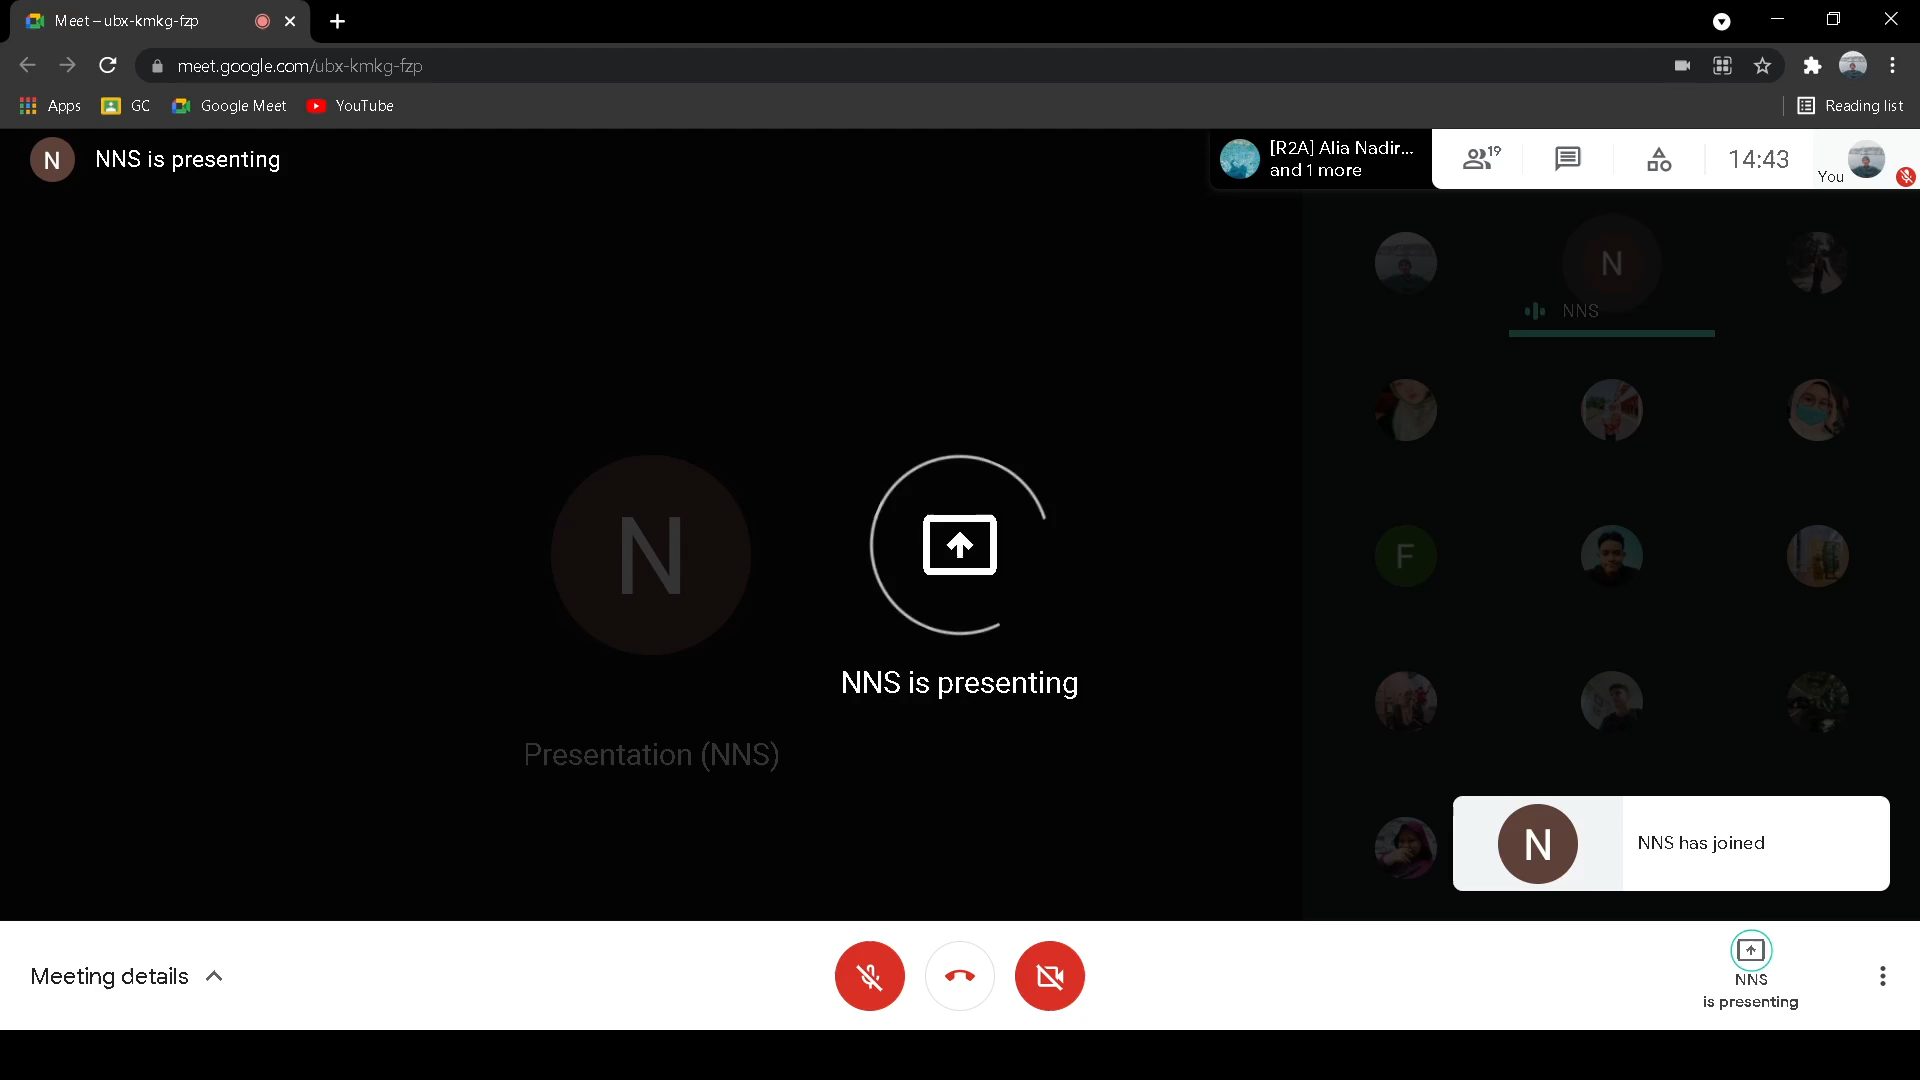 Meet – ubx-kmkg-fzp
meet.google.com/ubx-kmkg-fzp
Apps
GC
Google Meet
YouTube
Reading list
N
NNS is presenting
[R2A] Alia Nadir...
and 1 more
19
14:43
You
N
NNS
F
N
NNS is presenting
Presentation (NNS)
N
NNS has joined
Meeting details
NNS
is presenting